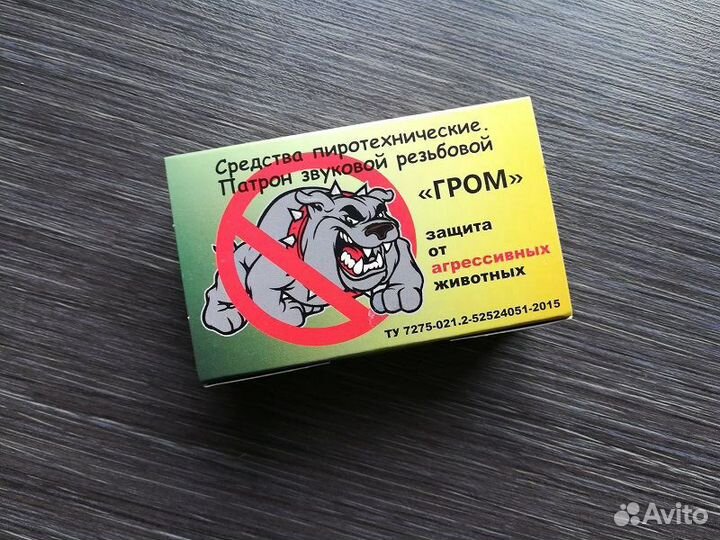 Средства пиротехнические.
Патрон звуковой резьбовой
«ГРОМ»
защита
от
агрессивных
животных
ТУ 7275-021.2-52524051-2015
Avito